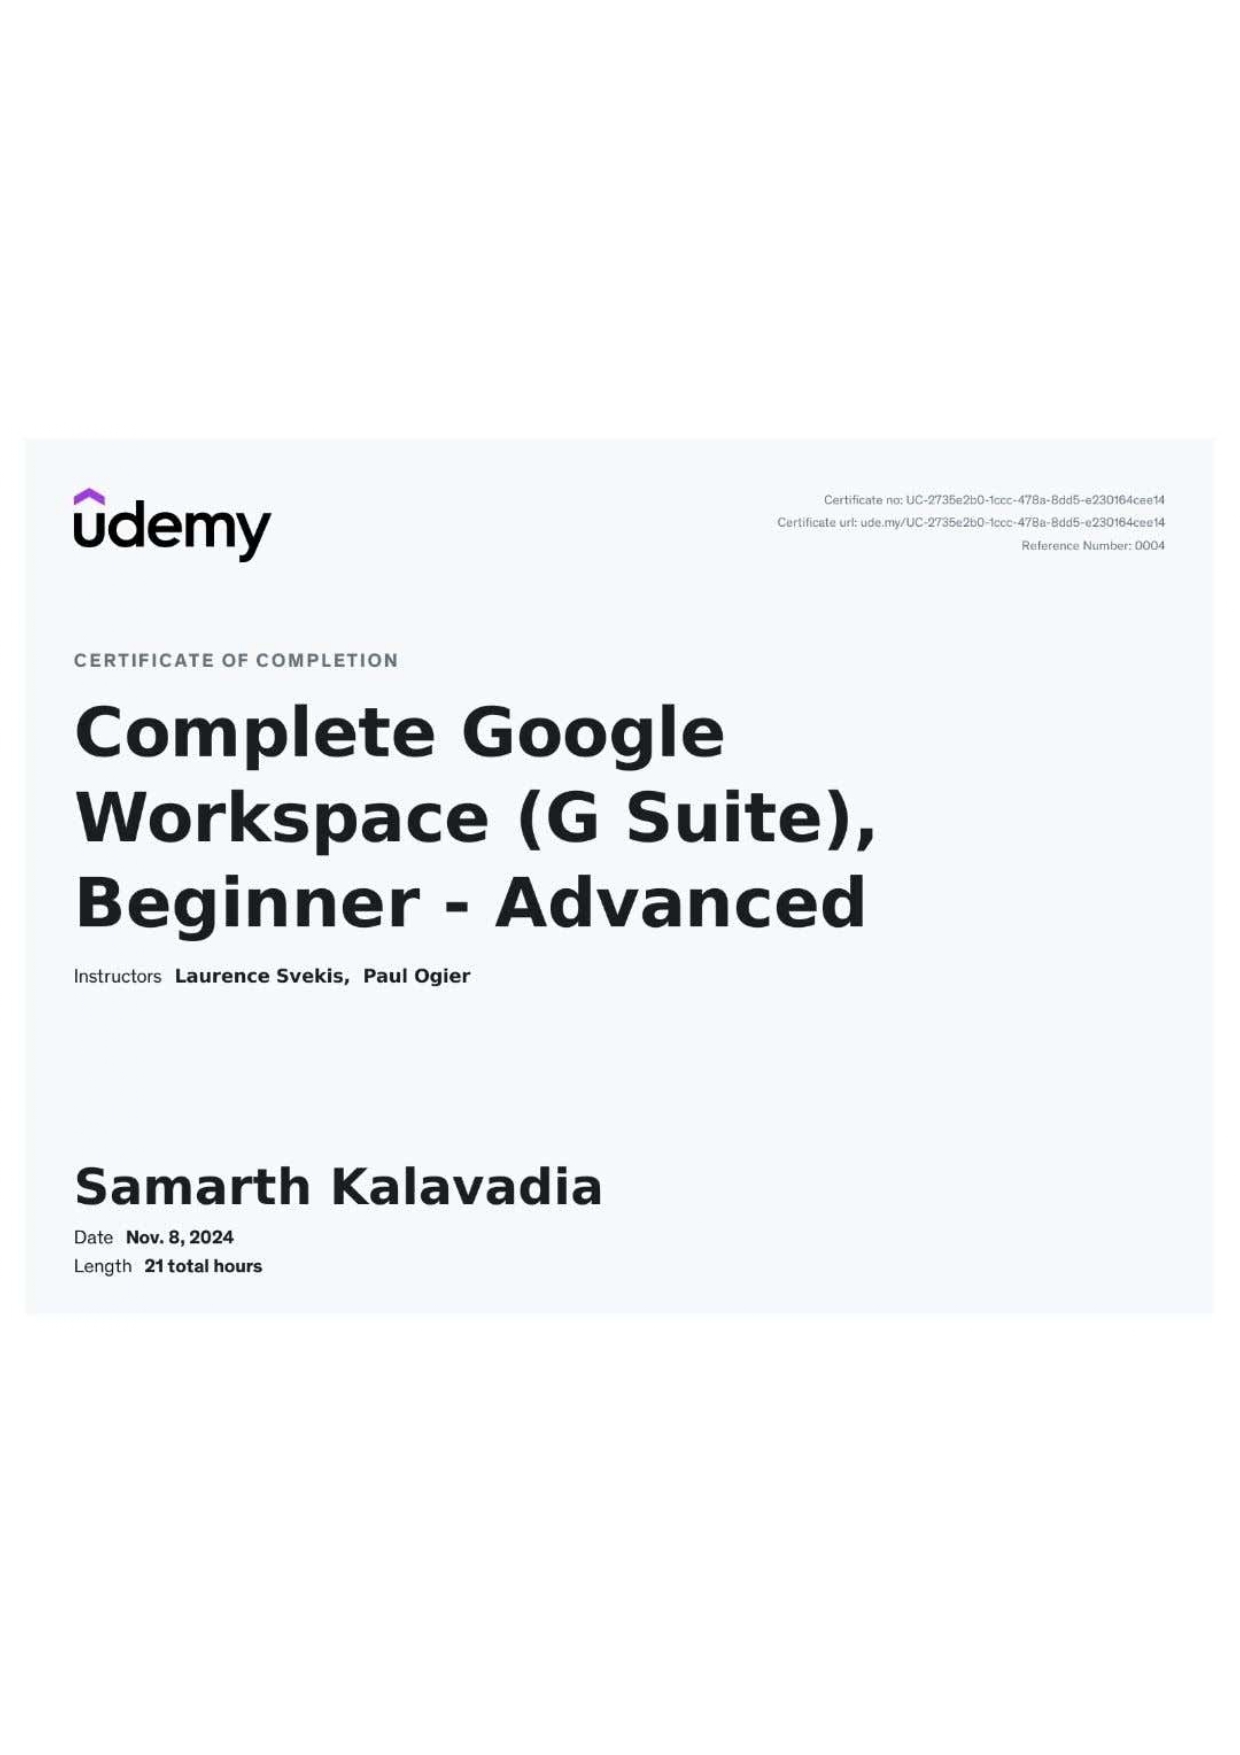 udemy
Certificate no: UC-2735e2b0-1ccc-478a-8dd5-e230164cee14
Certificate url: ude.my/UC-2735e2b0-1ccc-478a-8dd5-e230164cee14
Reference Number: 0004
CERTIFICATE OF COMPLETION
Complete Google
Workspace (G Suite),
Beginner - Advanced
Instructors Laurence Svekis, Paul Ogier
Samarth Kalavadia
Date Nov. 8, 2024
Length 21 total hours